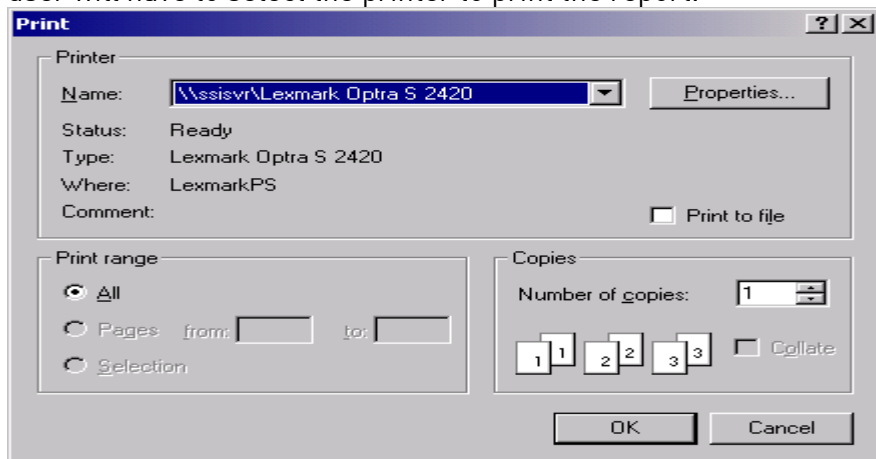 user will have to select the printer to print the report.
Print
Printer
Name: \\ssisvr\Lexmark Optra S 2420 Properties...
Status: Ready
Type: Lexmark Optra S 2420
Where: LexmarkPS
Comment: Print to file
Print range
All
Pages from: to:
Selection
Copies
Number of copies: 1
1 1 2 2 3 3 Collate
OK Cancel